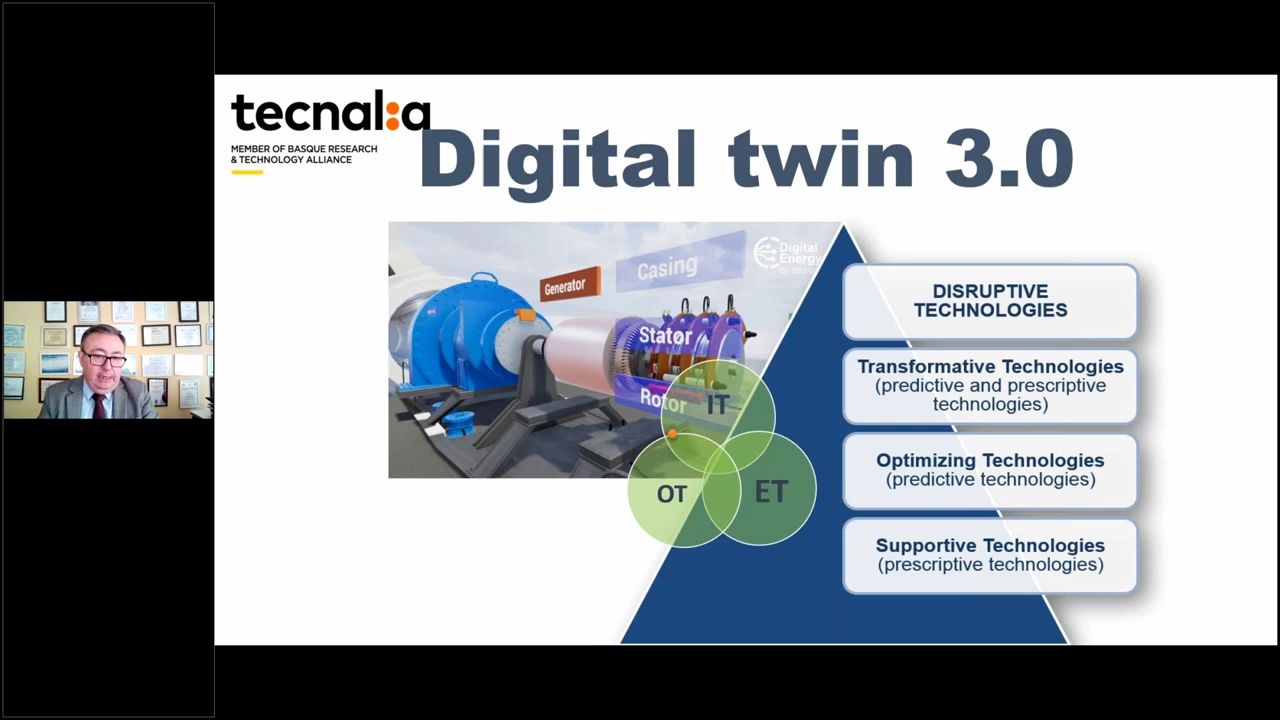 tecnal:a
MEMBER OF BASQUE RESEARCH
& TECHNOLOGY ALLIANCE
Digital twin 3.0
Digital
Energy
Generator
Casing
Stator
Rotor
IT
OT
ET
DISRUPTIVE
TECHNOLOGIES
Transformative Technologies
(predictive and prescriptive
technologies)
Optimizing Technologies
(predictive technologies)
Supportive Technologies
(prescriptive technologies)